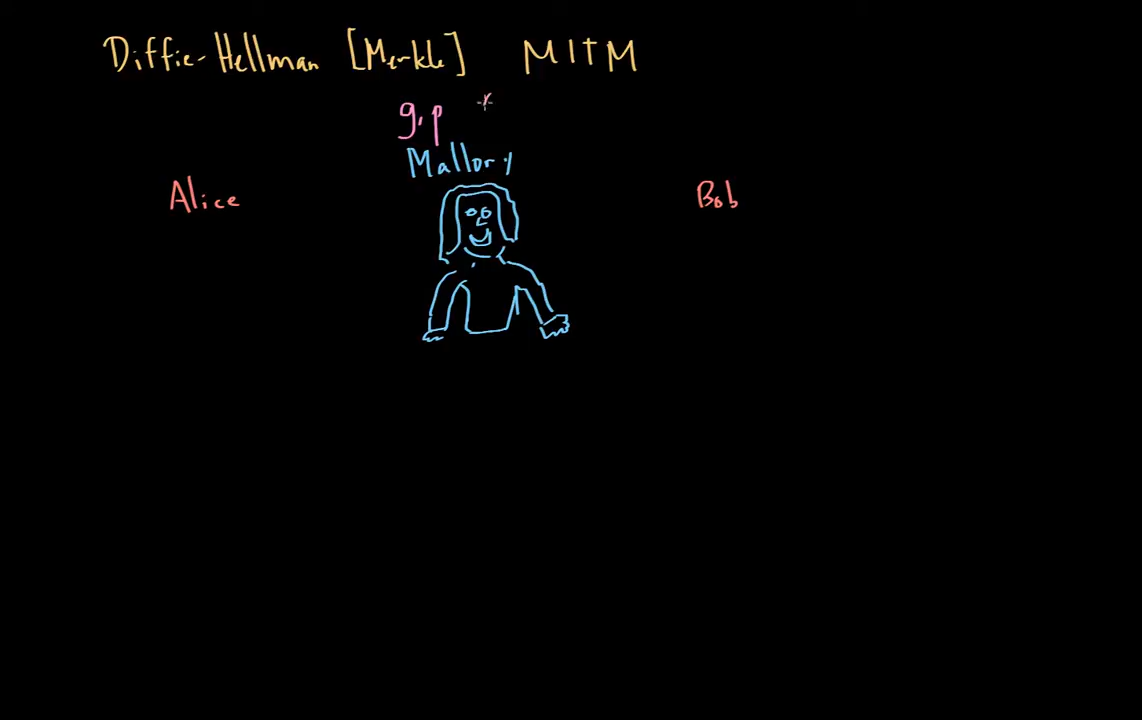 Diffie-Hellman [Merkle] MITM
g, p
Mallory
Alice
Bob